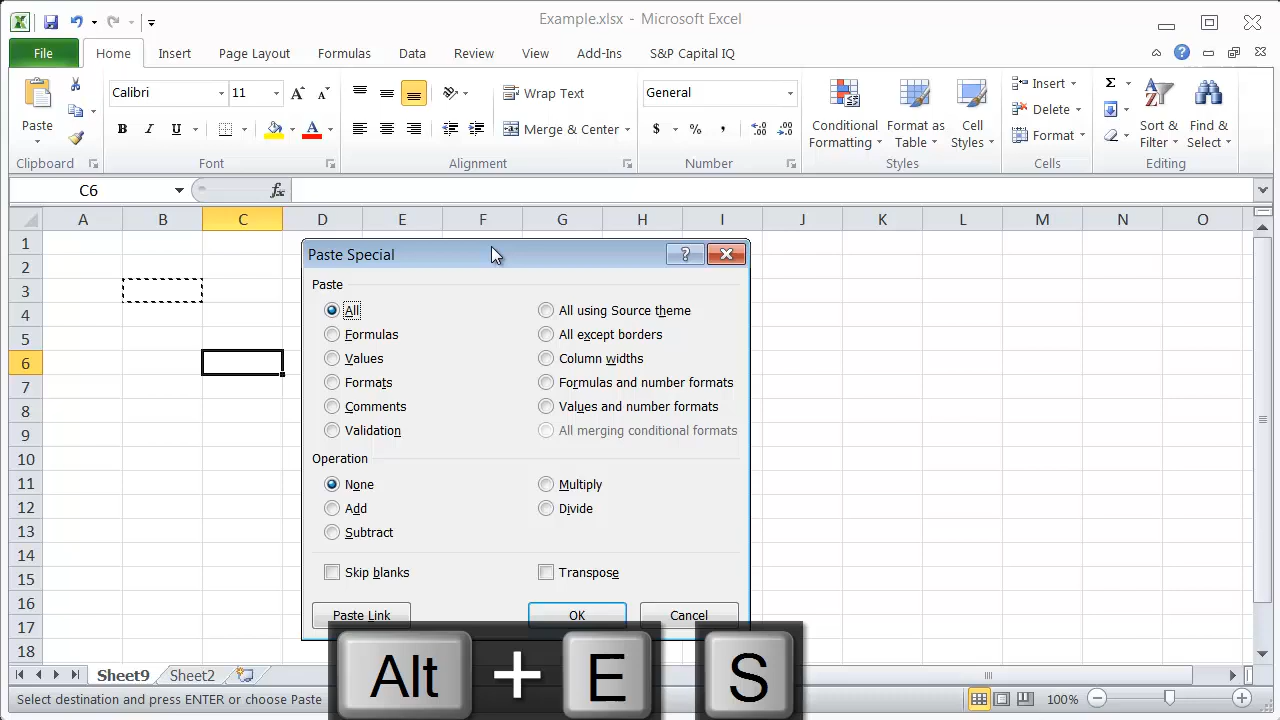 Example.xlsx - Microsoft Excel
File Home Insert Page Layout Formulas Data Review View Add-Ins S&P Capital IQ
Paste
Clipboard
Calibri 11
B I U A
Font
Wrap Text
Merge & Center
Alignment
General
$ % ,
Number
Conditional Formatting
Format as Table
Cell Styles
Styles
Insert
Delete
Format
Cells
Σ
Sort & Filter
Find & Select
Editing
C6 fx
A B C D E F G H I J K L M N O
1
2
3
4
5
6
7
8
9
10
11
12
13
14
15
16
17
18
Paste Special ?
Paste
All All using Source theme
Formulas All except borders
Values Column widths
Formats Formulas and number formats
Comments Values and number formats
Validation All merging conditional formats
Operation
None Multiply
Add Divide
Subtract
Skip blanks Transpose
Paste Link OK Cancel
Alt + E S
Sheet9 Sheet2
Select destination and press ENTER or choose Paste 100%